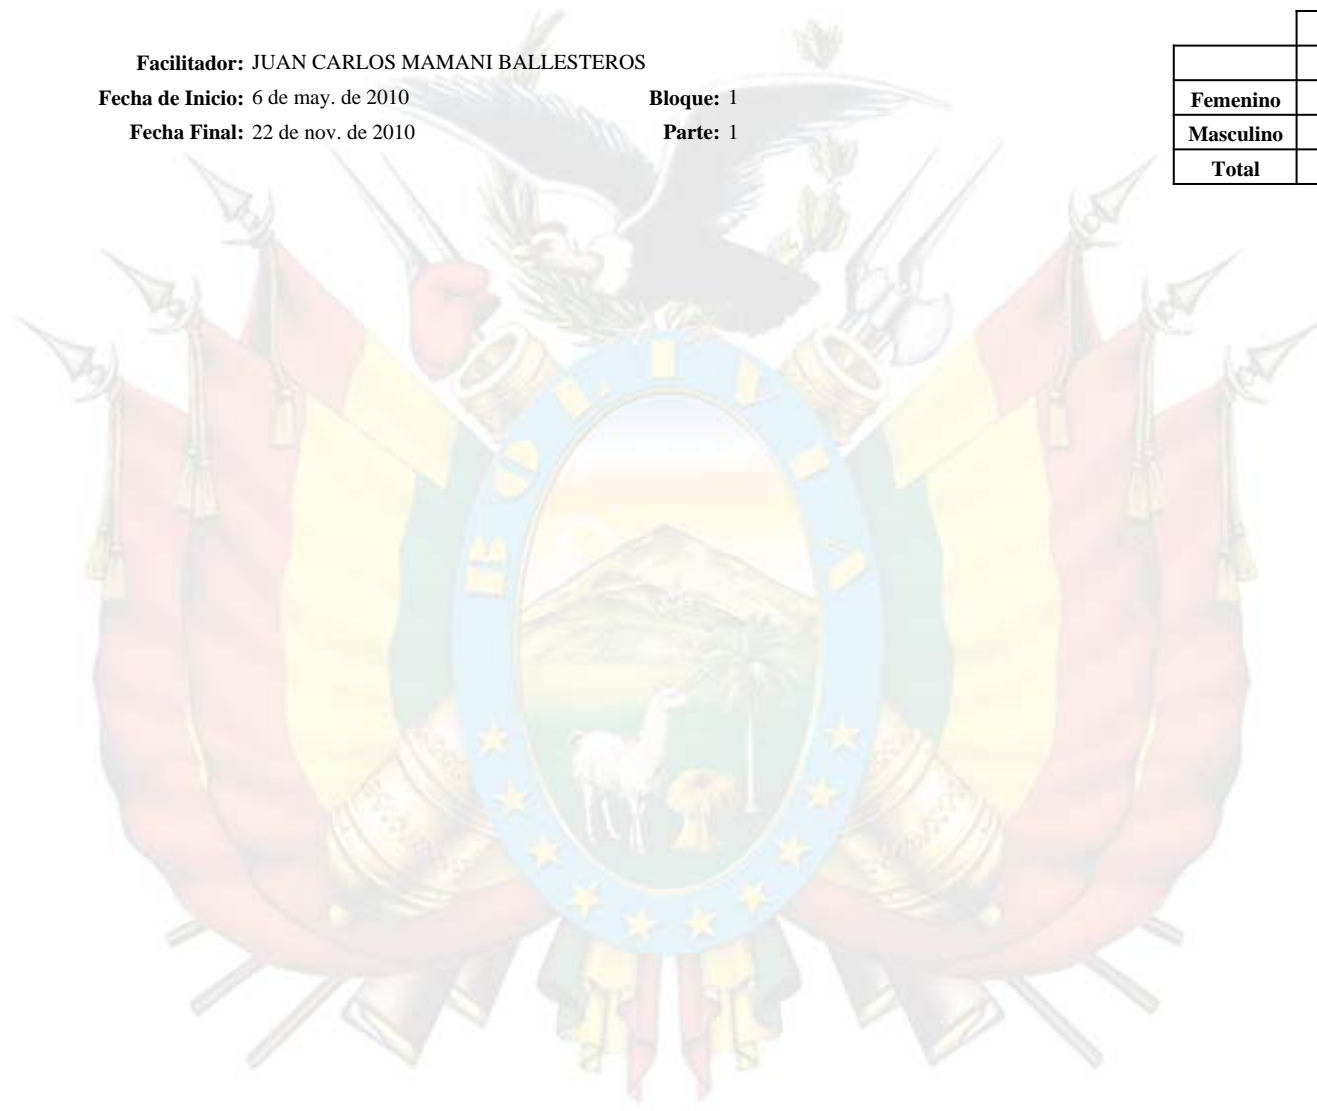 Facilitador: JUAN CARLOS MAMANI BALLESTEROS
Fecha de Inicio: 6 de may. de 2010 Bloque: 1
Fecha Final: 22 de nov. de 2010 Parte: 1
Femenino
Masculino
Total
BOLIVIA